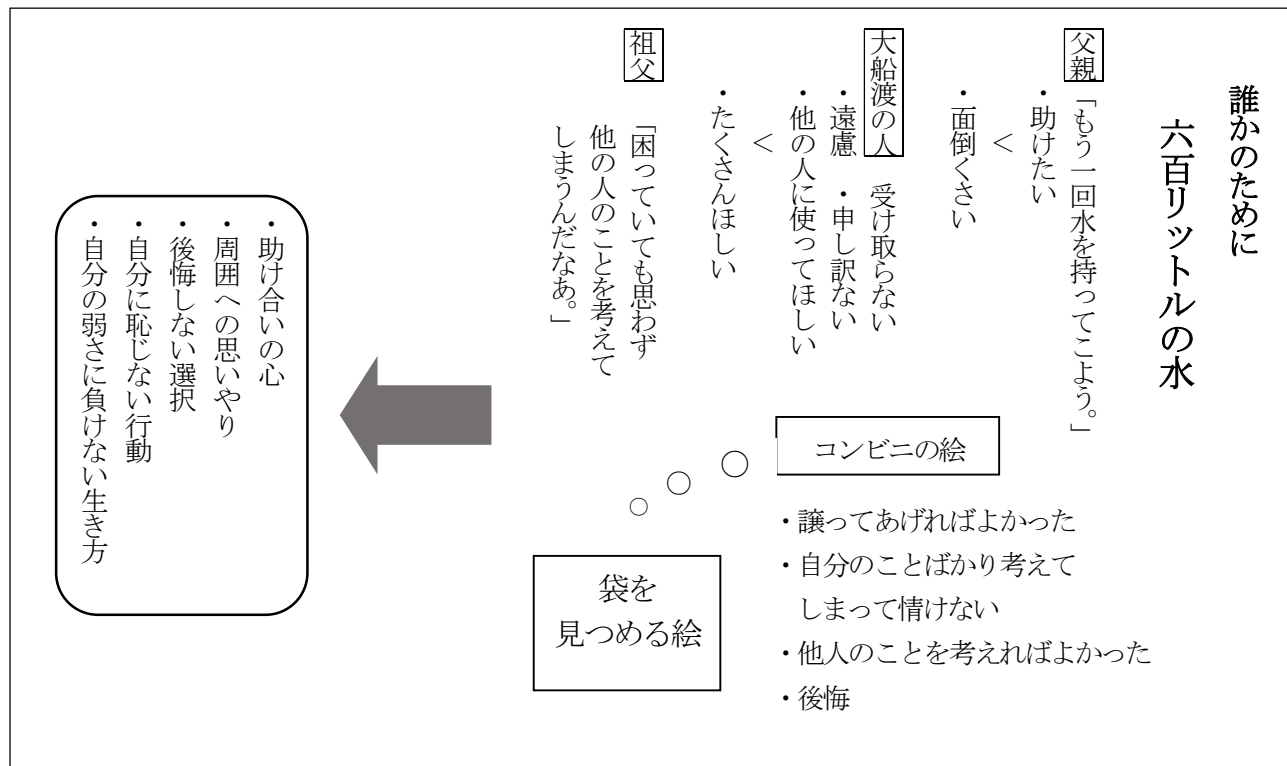 誰かのために
六百リットルの水
父親「もう一回水を持ってこよう。」
・助けたい
＜
・面倒くさい
大船渡の人 受け取らない
・遠慮 ・申し訳ない
・他の人に使ってほしい
＜
・たくさんほしい
祖父 「困っていても思わず
他の人のことを考えて
しまうんだなあ。」
コンビニの絵
・譲ってあげればよかった
・自分のことばかり考えて
しまって情けない
・他人のことを考えればよかった
・後悔
袋を
見つめる絵
・助け合いの心
・周囲への思いやり
・後悔しない選択
・自分に恥じない行動
・自分の弱さに負けない生き方